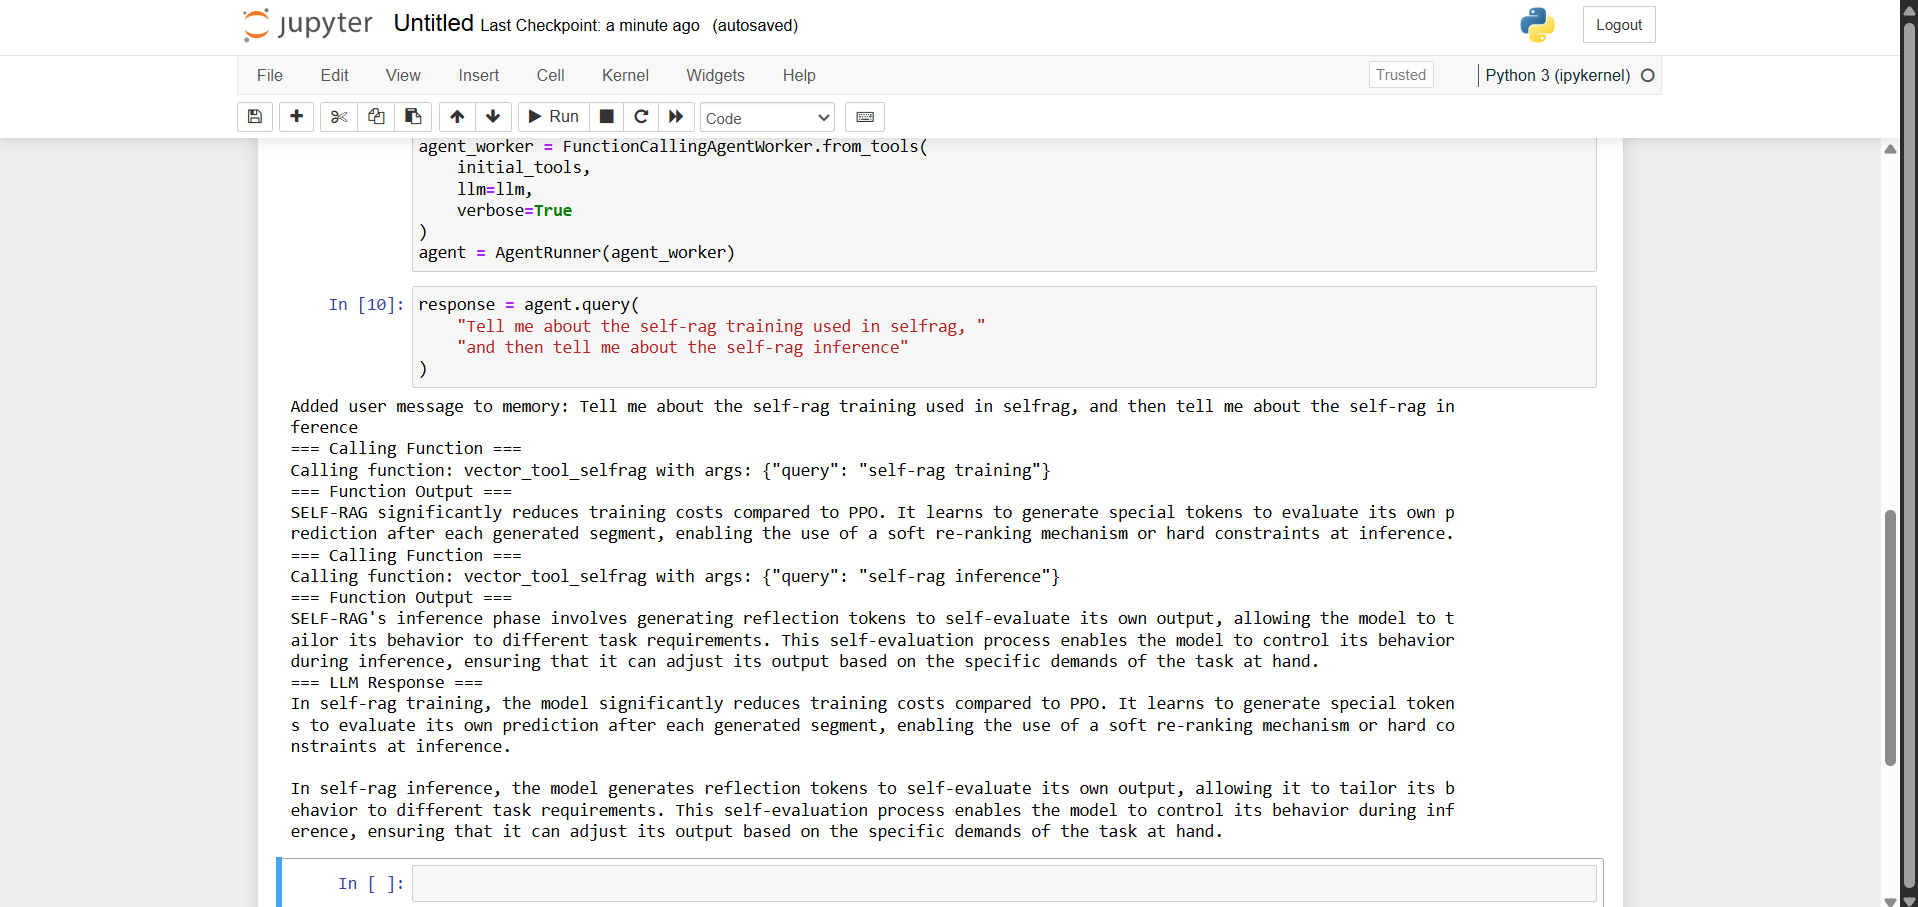 jupyter Untitled Last Checkpoint: a minute ago (autosaved) Logout
File Edit View Insert Cell Kernel Widgets Help Trusted Python 3 (ipykernel)
Run Code
agent_worker = FunctionCallingAgentWorker.from_tools(
    initial_tools,
    llm=llm,
    verbose=True
)
agent = AgentRunner(agent_worker)
In [10]: response = agent.query(
    "Tell me about the self-rag training used in selfrag, "
    "and then tell me about the self-rag inference"
)
Added user message to memory: Tell me about the self-rag training used in selfrag, and then tell me about the self-rag in
ference
=== Calling Function ===
Calling function: vector_tool_selfrag with args: {"query": "self-rag training"}
=== Function Output ===
SELF-RAG significantly reduces training costs compared to PPO. It learns to generate special tokens to evaluate its own p
rediction after each generated segment, enabling the use of a soft re-ranking mechanism or hard constraints at inference.
=== Calling Function ===
Calling function: vector_tool_selfrag with args: {"query": "self-rag inference"}
=== Function Output ===
SELF-RAG's inference phase involves generating reflection tokens to self-evaluate its own output, allowing the model to t
ailor its behavior to different task requirements. This self-evaluation process enables the model to control its behavior
during inference, ensuring that it can adjust its output based on the specific demands of the task at hand.
=== LLM Response ===
In self-rag training, the model significantly reduces training costs compared to PPO. It learns to generate special token
s to evaluate its own prediction after each generated segment, enabling the use of a soft re-ranking mechanism or hard co
nstraints at inference.

In self-rag inference, the model generates reflection tokens to self-evaluate its own output, allowing it to tailor its b
ehavior to different task requirements. This self-evaluation process enables the model to control its behavior during inf
erence, ensuring that it can adjust its output based on the specific demands of the task at hand.
In [ ]: